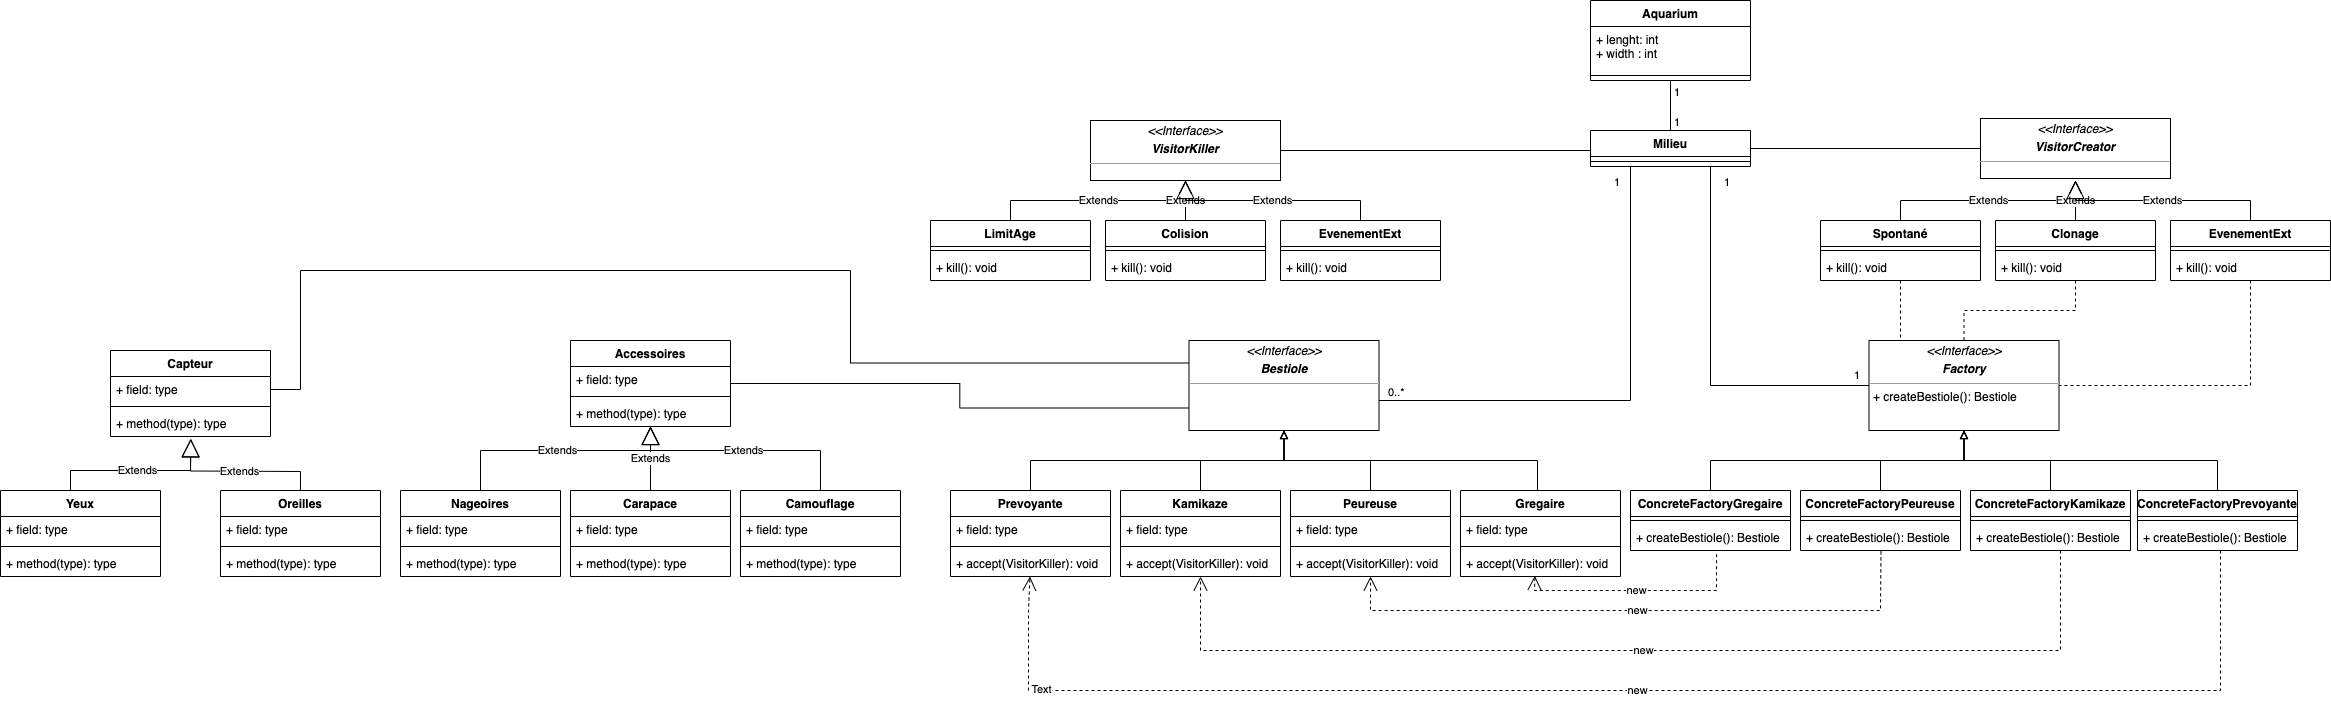 Aquarium
+ lenght: int
+ width : int
1
1
<<Interface>>
VisitorKiller
Milieu
<<Interface>>
VisitorCreator
1
1
Extends
Extends
Extends
Extends
Extends
Extends
LimitAge
+ kill(): void
Colision
+ kill(): void
EvenementExt
+ kill(): void
Spontané
+ kill(): void
Clonage
+ kill(): void
EvenementExt
+ kill(): void
Capteur
+ field: type
+ method(type): type
Accessoires
+ field: type
+ method(type): type
<<Interface>>
Bestiole
0..*
1
<<Interface>>
Factory
+ createBestiole(): Bestiole
Extends
Extends
Extends
Extends
Extends
Yeux
+ field: type
+ method(type): type
Oreilles
+ field: type
+ method(type): type
Nageoires
+ field: type
+ method(type): type
Carapace
+ field: type
+ method(type): type
Camouflage
+ field: type
+ method(type): type
Prevoyante
+ field: type
+ accept(VisitorKiller): void
Kamikaze
+ field: type
+ accept(VisitorKiller): void
Peureuse
+ field: type
+ accept(VisitorKiller): void
Gregaire
+ field: type
+ accept(VisitorKiller): void
ConcreteFactoryGregaire
+ createBestiole(): Bestiole
ConcreteFactoryPeureuse
+ createBestiole(): Bestiole
ConcreteFactoryKamikaze
+ createBestiole(): Bestiole
ConcreteFactoryPrevoyante
+ createBestiole(): Bestiole
new
new
new
Text
new